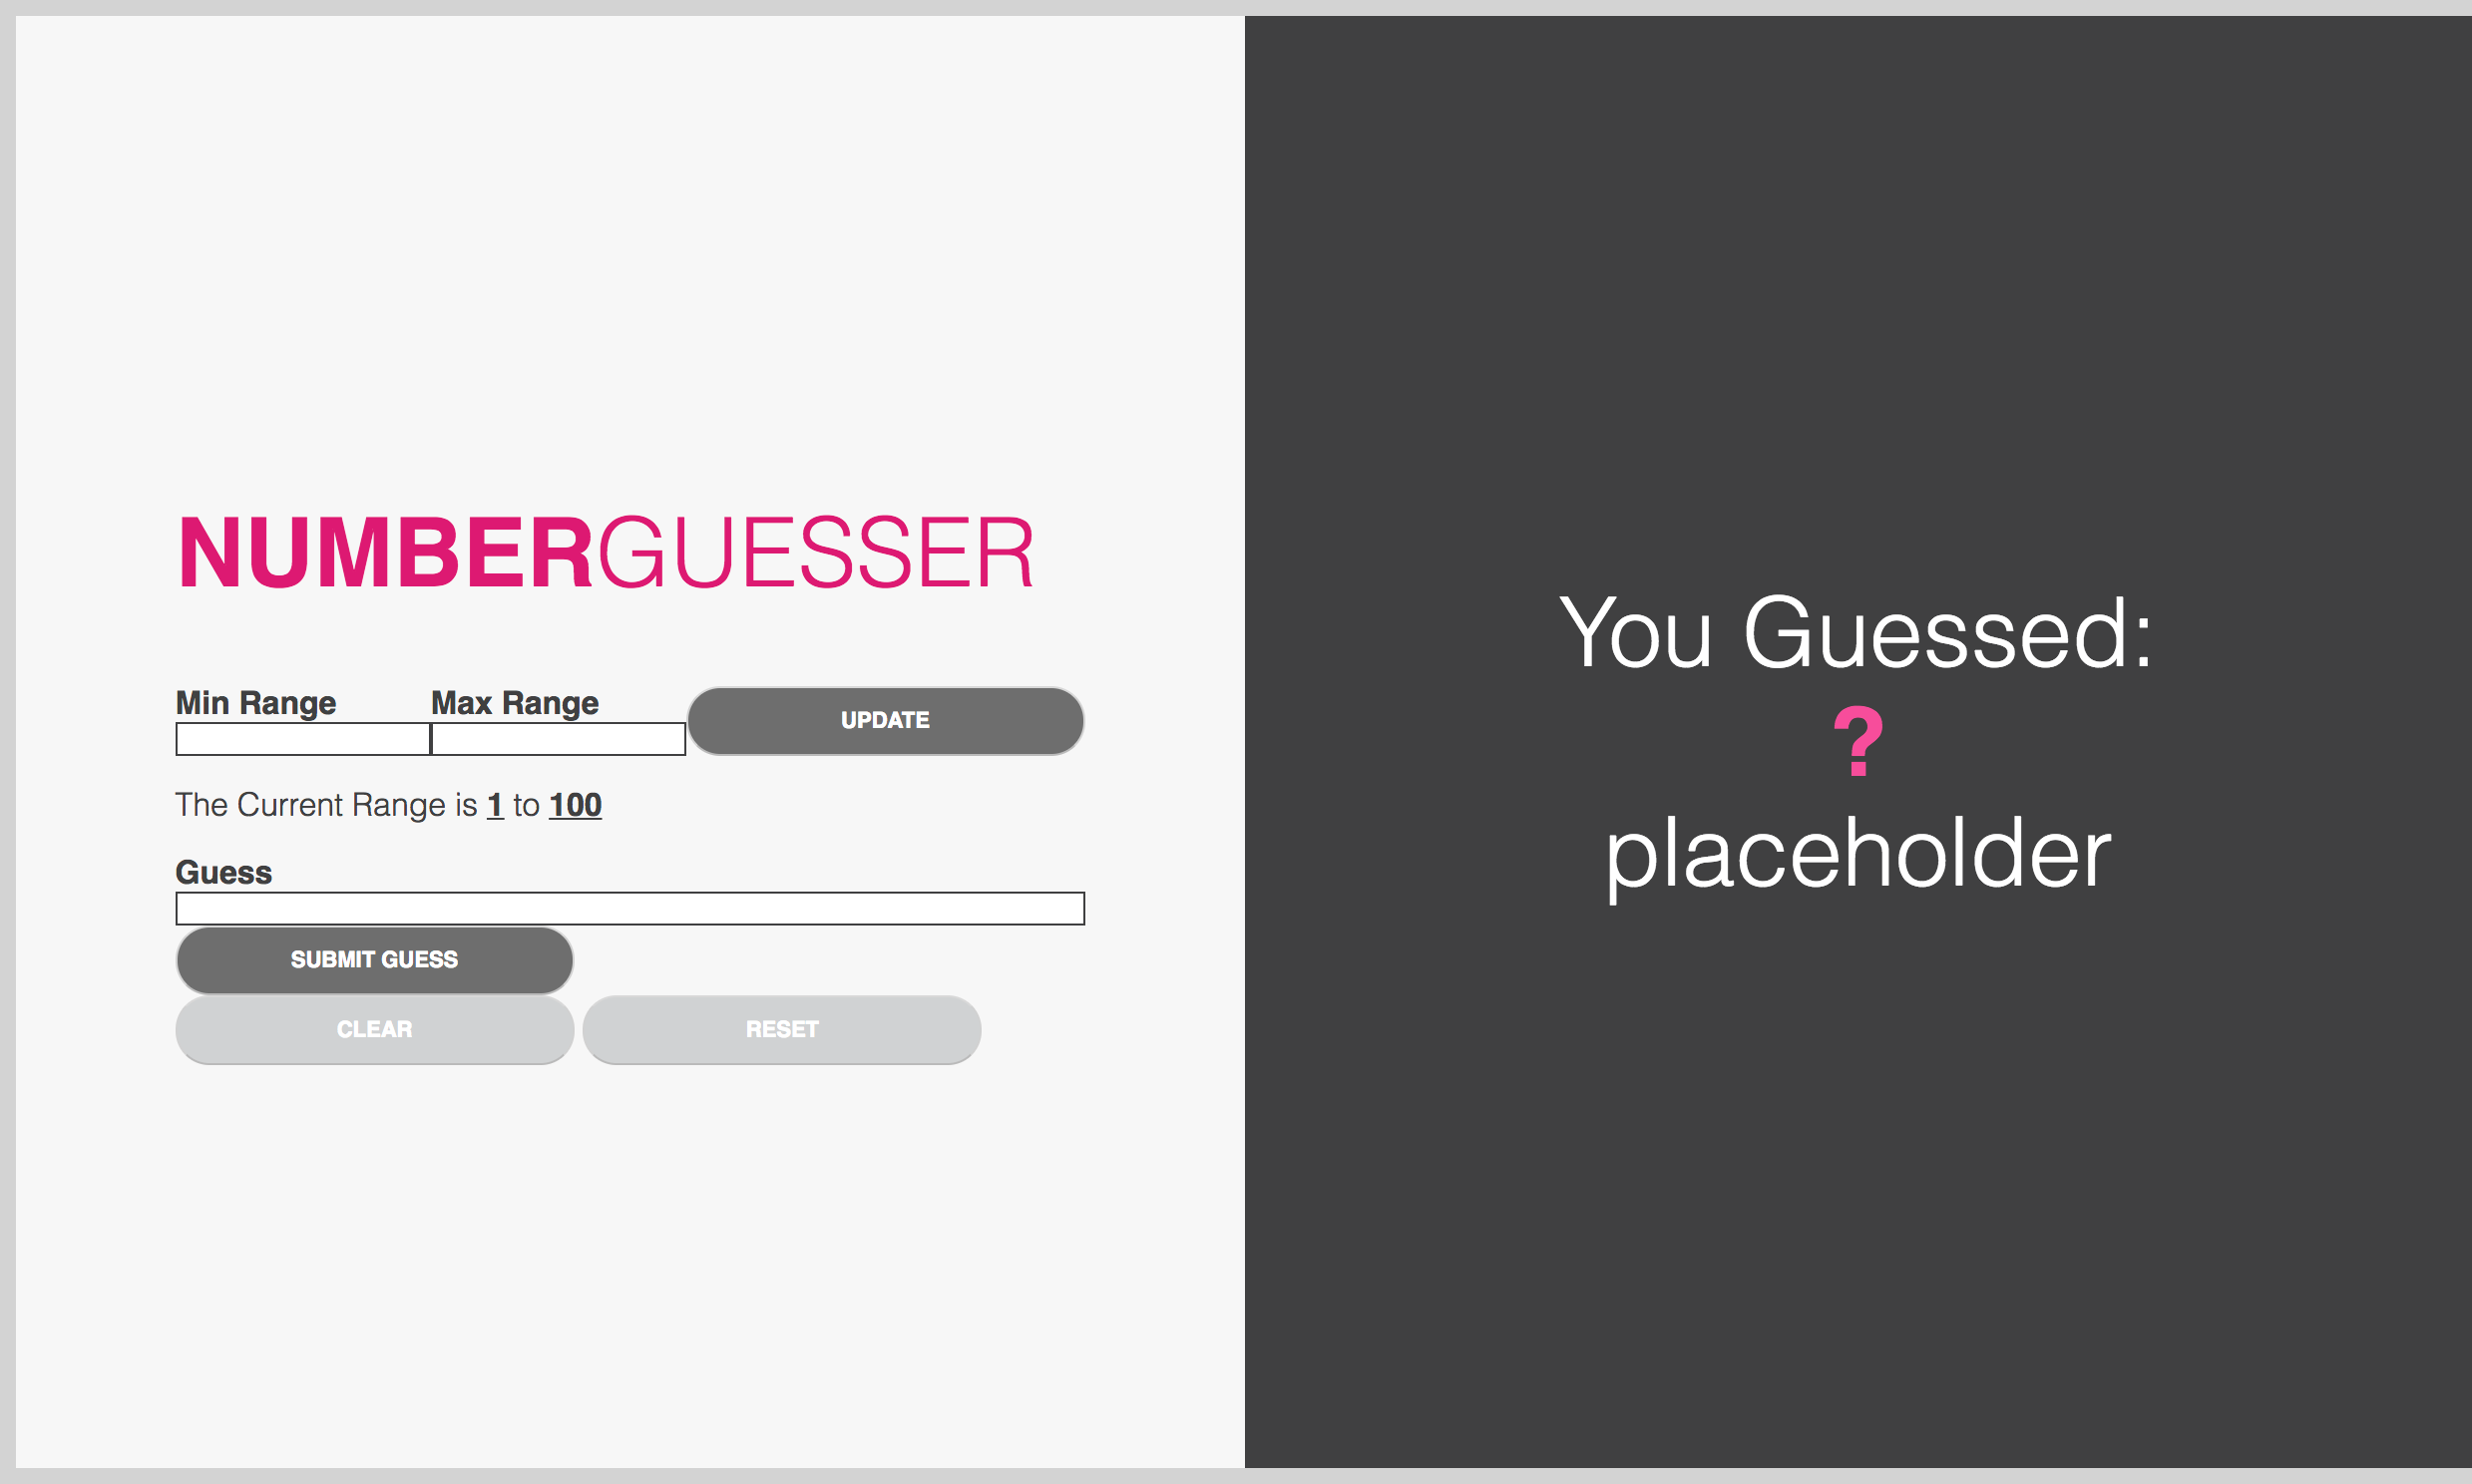 NUMBERGUESSER
Min Range Max Range UPDATE
The Current Range is 1 to 100
Guess
SUBMIT GUESS
CLEAR RESET
You Guessed:
?
placeholder